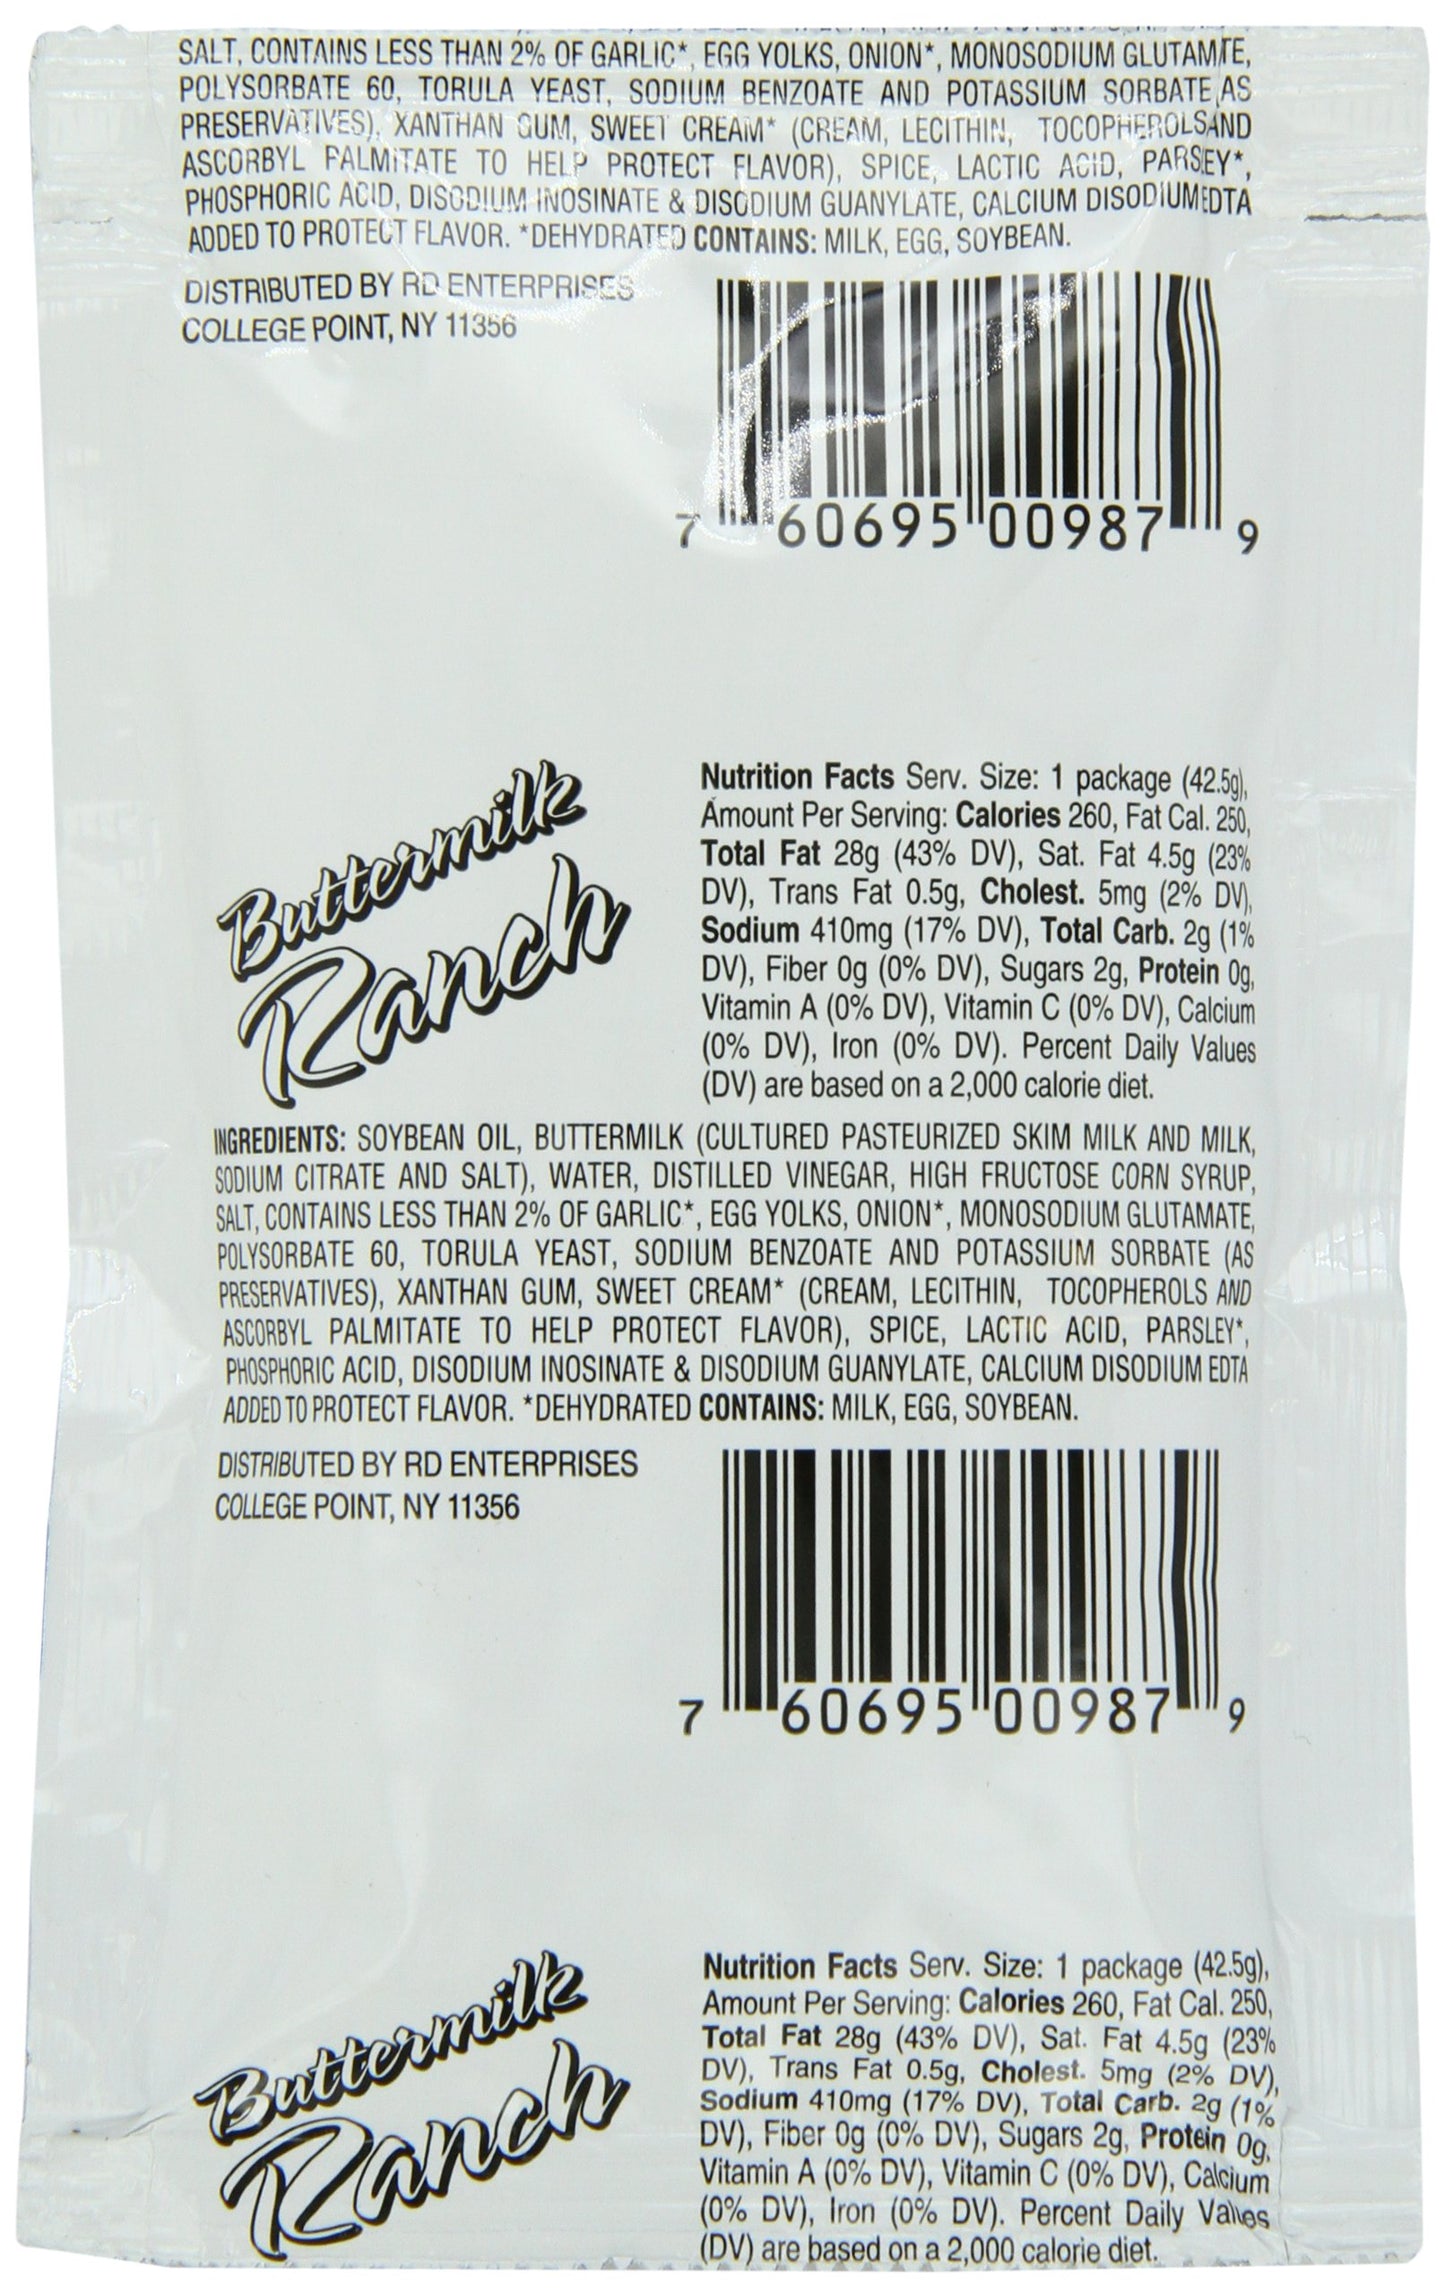 SALT, CONTAINS LESS THAN 2% OF GARLIC*, EGG YOLKS, ONION*, MONOSODIUM GLUTAMTE,
POLYSORBATE 60, TORULA YEAST, SODIUM BENZOATE AND POTASSIUM SORBATE AS
PRESERVATIVES), XANTHAN GUM, SWEET CREAM* (CREAM, LECITHIN, TOCOPHEROLS AND
ASCORBYL PALMITATE TO HELP PROTECT FLAVOR), SPICE, LACTIC ACID, PARSEY*,
PHOSPHORIC ACID, DISODIUM INOSINATE & DISODIUM GUANYLATE, CALCIUM DISODIUM EDTA
ADDED TO PROTECT FLAVOR. *DEHYDRATED CONTAINS: MILK, EGG, SOYBEAN.
DISTRIBUTED BY RD ENTERPRISES
COLLEGE POINT, NY 11356
7 60695 00987 9
Buttermilk
Ranch
Nutrition Facts Serv. Size: 1 package (42.5g),
Amount Per Serving: Calories 260, Fat Cal. 250,
Total Fat 28g (43% DV), Sat. Fat 4.5g (23%
DV), Trans Fat 0.5g, Cholest. 5mg (2% DV),
Sodium 410mg (17% DV), Total Carb. 2g (1%
DV), Fiber 0g (0% DV), Sugars 2g, Protein 0g,
Vitamin A (0% DV), Vitamin C (0% DV), Calcium
(0% DV), Iron (0% DV). Percent Daily Values
(DV) are based on a 2,000 calorie diet.
INGREDIENTS: SOYBEAN OIL, BUTTERMILK (CULTURED PASTEURIZED SKIM MILK AND MILK,
SODIUM CITRATE AND SALT), WATER, DISTILLED VINEGAR, HIGH FRUCTOSE CORN SYRUP,
SALT, CONTAINS LESS THAN 2% OF GARLIC*, EGG YOLKS, ONION*, MONOSODIUM GLUTAMATE,
POLYSORBATE 60, TORULA YEAST, SODIUM BENZOATE AND POTASSIUM SORBATE (AS
PRESERVATIVES), XANTHAN GUM, SWEET CREAM* (CREAM, LECITHIN, TOCOPHEROLS AND
ASCORBYL PALMITATE TO HELP PROTECT FLAVOR), SPICE, LACTIC ACID, PARSLEY*,
PHOSPHORIC ACID, DISODIUM INOSINATE & DISODIUM GUANYLATE, CALCIUM DISODIUM EDTA
ADDED TO PROTECT FLAVOR. *DEHYDRATED CONTAINS: MILK, EGG, SOYBEAN.
DISTRIBUTED BY RD ENTERPRISES
COLLEGE POINT, NY 11356
7 60695 00987 9
Buttermilk
Ranch
Nutrition Facts Serv. Size: 1 package (42.5g),
Amount Per Serving: Calories 260, Fat Cal. 250,
Total Fat 28g (43% DV), Sat. Fat 4.5g (23%
DV), Trans Fat 0.5g, Cholest. 5mg (2% DV),
Sodium 410mg (17% DV), Total Carb. 2g (1%
DV), Fiber 0g (0% DV), Sugars 2g, Protein 0g,
Vitamin A (0% DV), Vitamin C (0% DV), Calcium
(0% DV), Iron (0% DV). Percent Daily Values
(DV) are based on a 2,000 calorie diet.